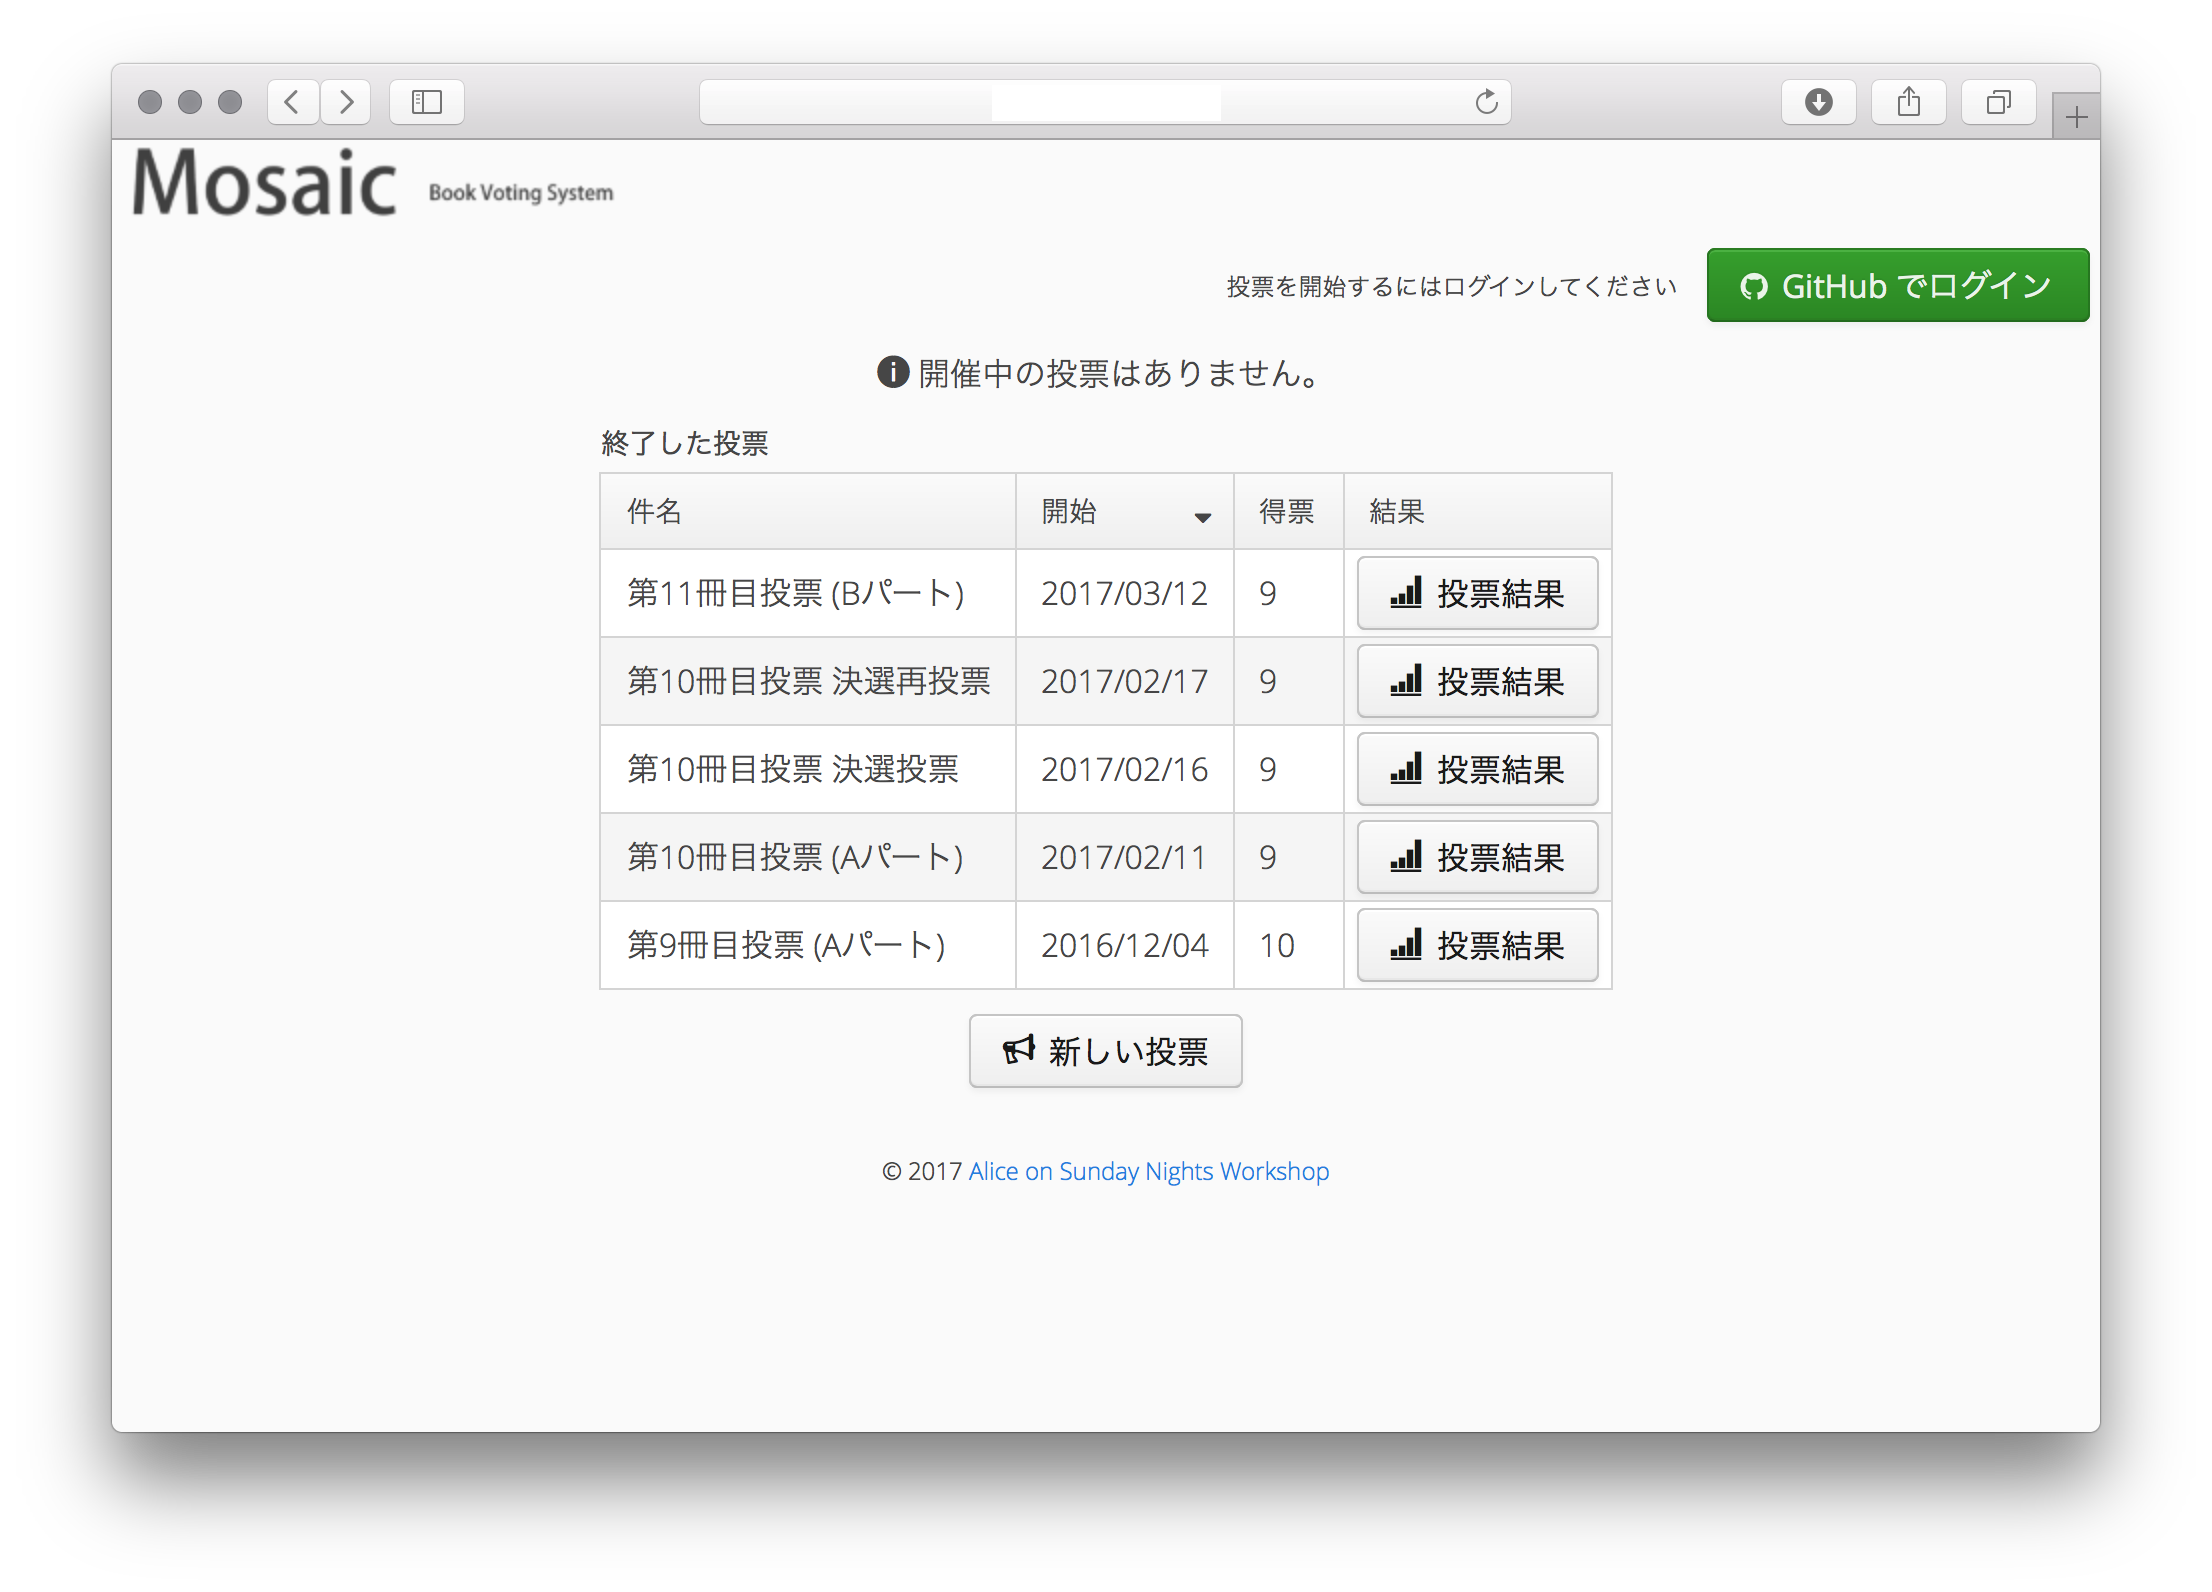 Mosaic Book Voting System
投票を開始するにはログインしてください GitHub でログイン
開催中の投票はありません。
終了した投票
件名 開始 得票 結果
第11冊目投票 (Bパート) 2017/03/12 9 投票結果
第10冊目投票 決選再投票 2017/02/17 9 投票結果
第10冊目投票 決選投票 2017/02/16 9 投票結果
第10冊目投票 (Aパート) 2017/02/11 9 投票結果
第9冊目投票 (Aパート) 2016/12/04 10 投票結果
新しい投票
© 2017 Alice on Sunday Nights Workshop